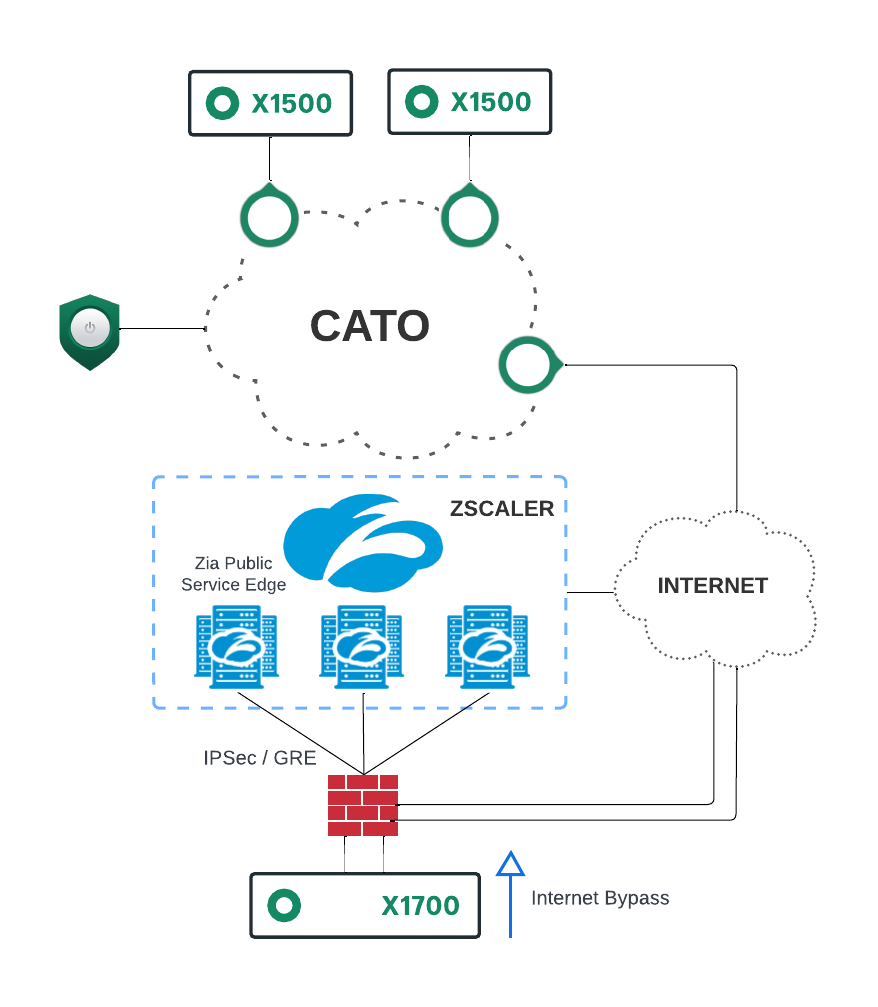 X1500
X1500
CATO
ZSCALER
Zia Public
Service Edge
INTERNET
IPSec / GRE
X1700
Internet Bypass